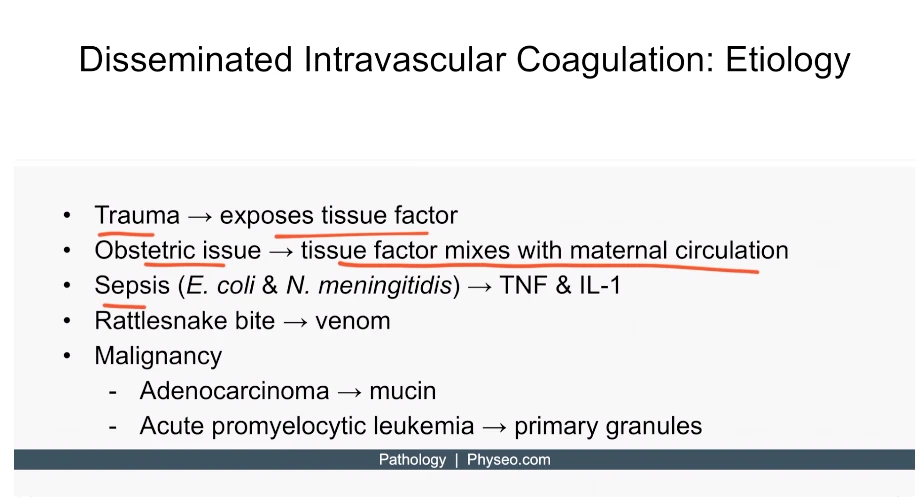 Disseminated Intravascular Coagulation: Etiology
• Trauma → exposes tissue factor
• Obstetric issue → tissue factor mixes with maternal circulation
• Sepsis (E. coli & N. meningitidis) → TNF & IL-1
• Rattlesnake bite → venom
• Malignancy
- Adenocarcinoma → mucin
- Acute promyelocytic leukemia → primary granules
Pathology | Physeo.com